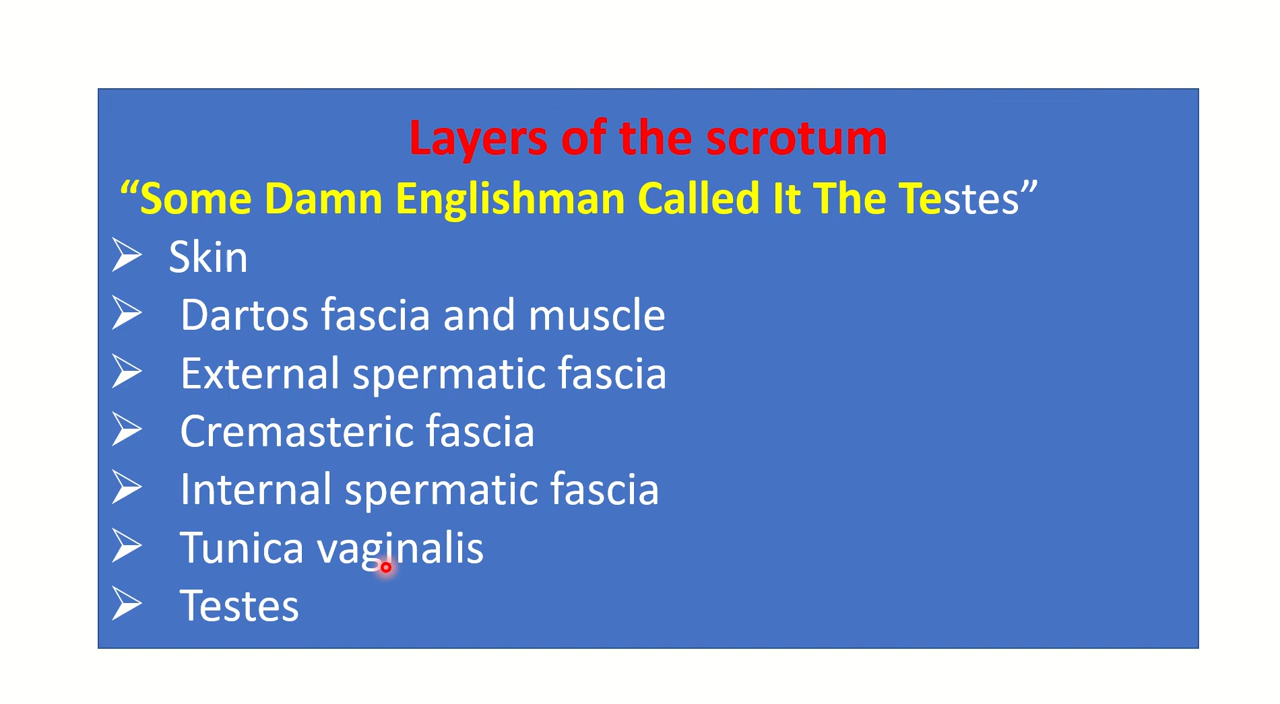 Layers of the scrotum
“Some Damn Englishman Called It The Testes”
Skin
Dartos fascia and muscle
External spermatic fascia
Cremasteric fascia
Internal spermatic fascia
Tunica vaginalis
Testes